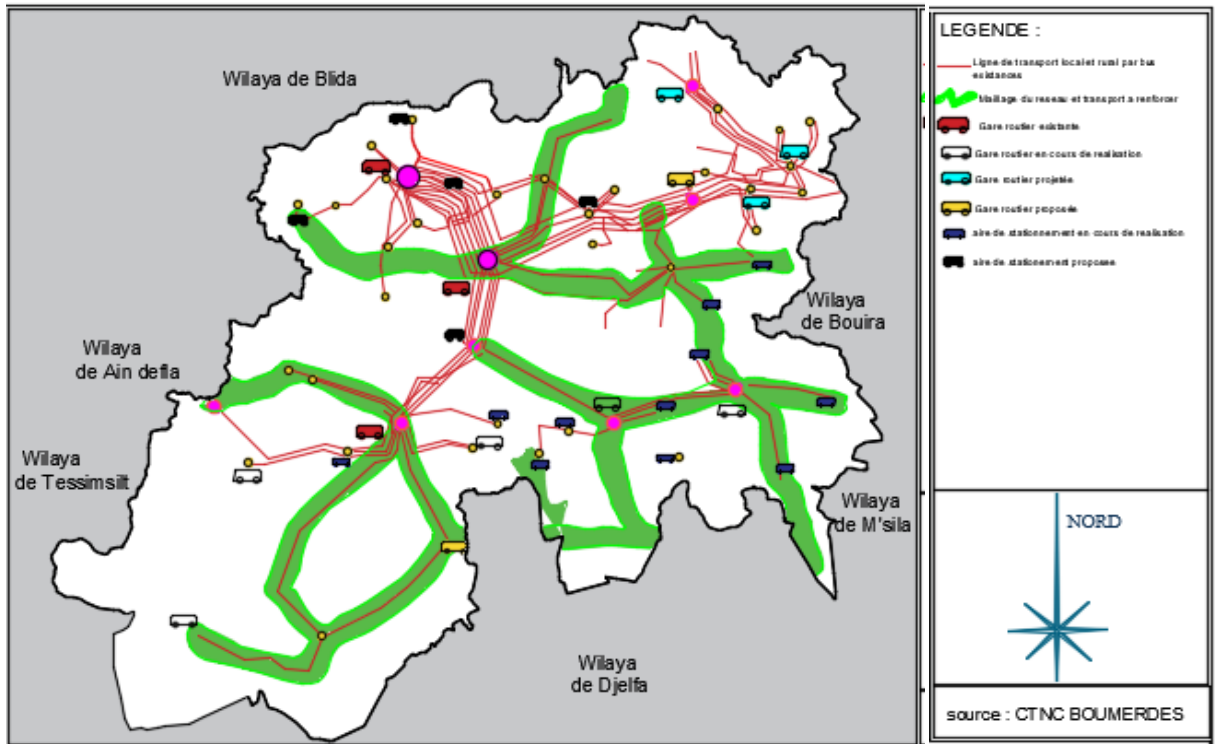 Wilaya de Blida
Wilaya
de Bouira
Wilaya
de Ain defla
Wilaya
de Tessimsilt
Wilaya
de M'sila
Wilaya
de Djelfa
LEGENDE :
Ligne de transport local et rural par bus
existances
Maillage du reseau et transport a renforcer
Gare routier existante
Gare routier en cours de realisation
Gare routier projetée
Gare routier proposée
aire de stationnement en cours de realisation
aire de stationement proposee
NORD
source : CTNC BOUMERDES